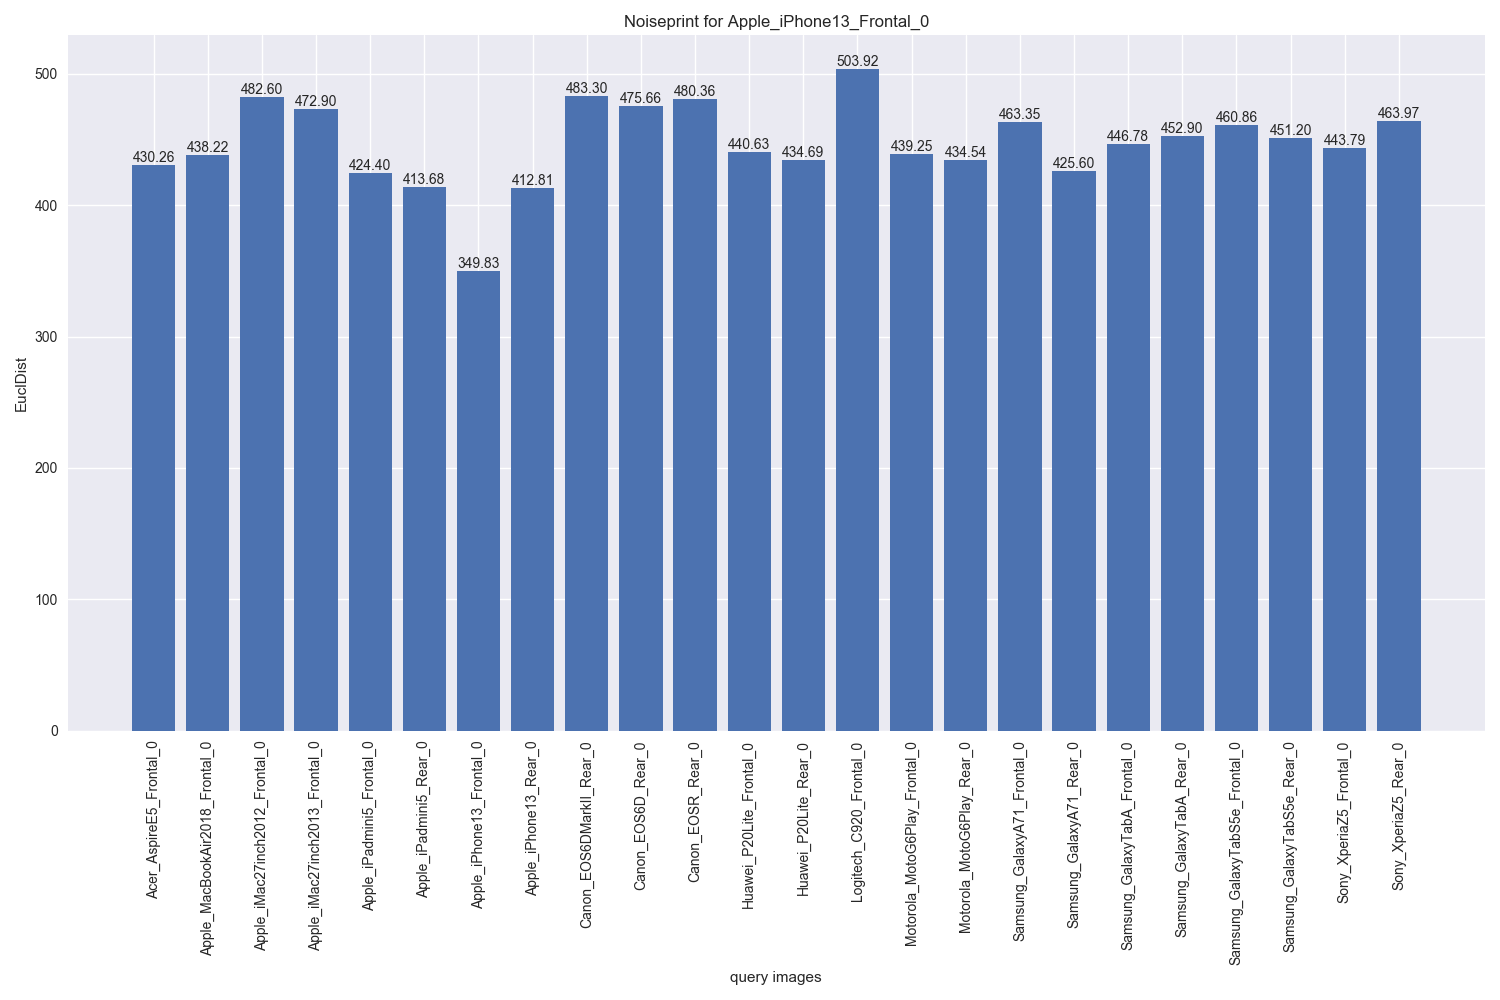 Noiseprint for Apple_iPhone13_Frontal_0
EuclDist
500
400
300
200
100
0
430.26
438.22
482.60
472.90
424.40
413.68
349.83
412.81
483.30
475.66
480.36
440.63
434.69
503.92
439.25
434.54
463.35
425.60
446.78
452.90
460.86
451.20
443.79
463.97
Acer_AspireE5_Frontal_0
Apple_MacBookAir2018_Frontal_0
Apple_iMac27inch2012_Frontal_0
Apple_iMac27inch2013_Frontal_0
Apple_iPadmini5_Frontal_0
Apple_iPadmini5_Rear_0
Apple_iPhone13_Frontal_0
Apple_iPhone13_Rear_0
Canon_EOS6DMarkII_Rear_0
Canon_EOS6D_Rear_0
Canon_EOSR_Rear_0
Huawei_P20Lite_Frontal_0
Huawei_P20Lite_Rear_0
Logitech_C920_Frontal_0
Motorola_MotoG6Play_Frontal_0
Motorola_MotoG6Play_Rear_0
Samsung_GalaxyA71_Frontal_0
Samsung_GalaxyA71_Rear_0
Samsung_GalaxyTabA_Frontal_0
Samsung_GalaxyTabA_Rear_0
Samsung_GalaxyTabS5e_Frontal_0
Samsung_GalaxyTabS5e_Rear_0
Sony_XperiaZ5_Frontal_0
Sony_XperiaZ5_Rear_0
query images